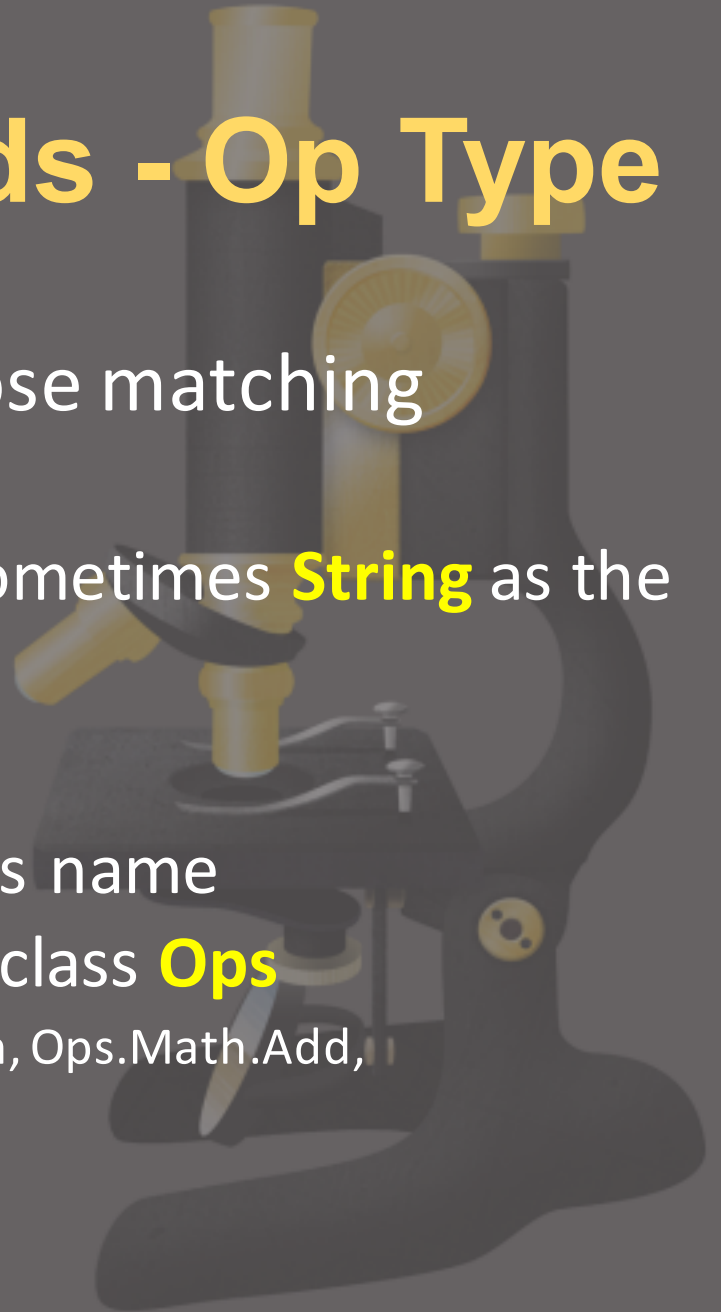 ds - Op Type
ose matching
ometimes String as the
s name
class Ops
, Ops.Math.Add,